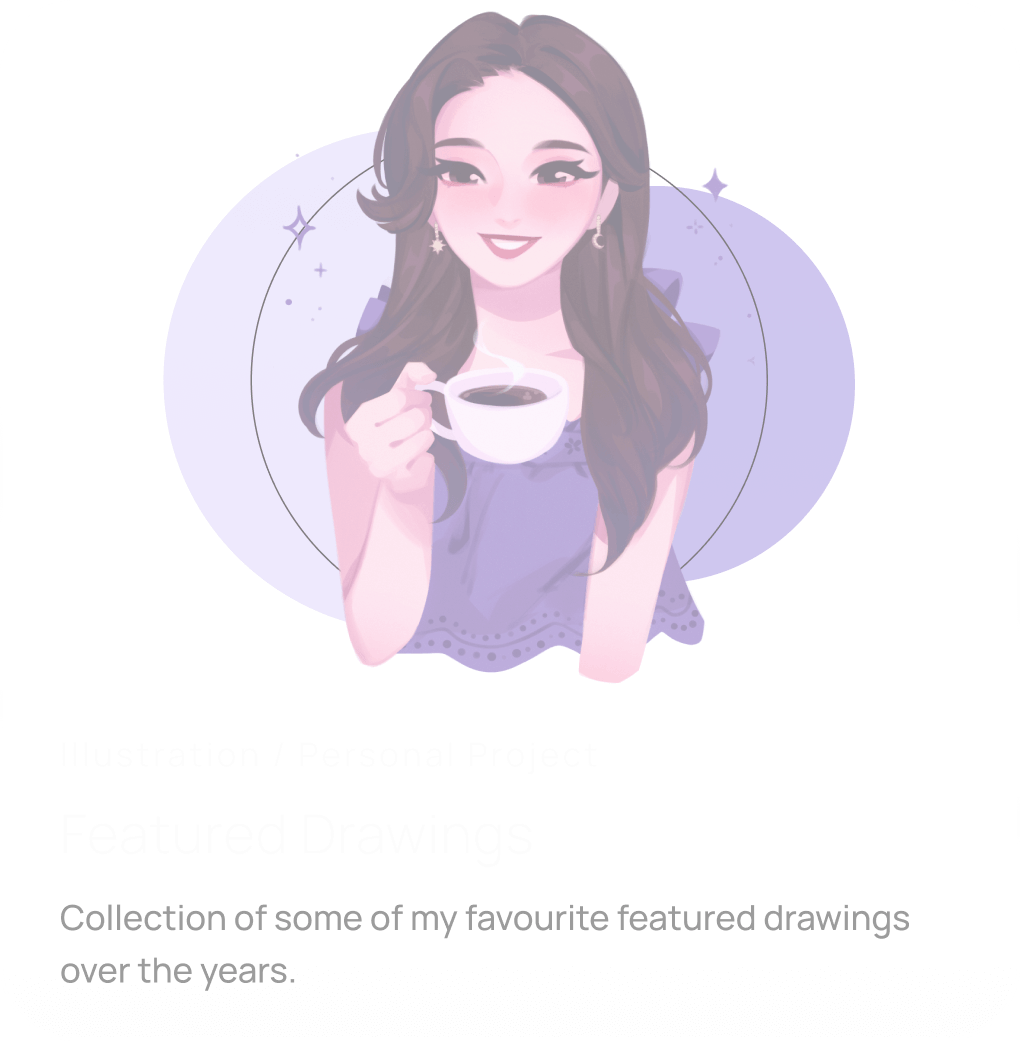 Illustration / Personal Project
Featured Drawings
Collection of some of my favourite featured drawings
over the years.